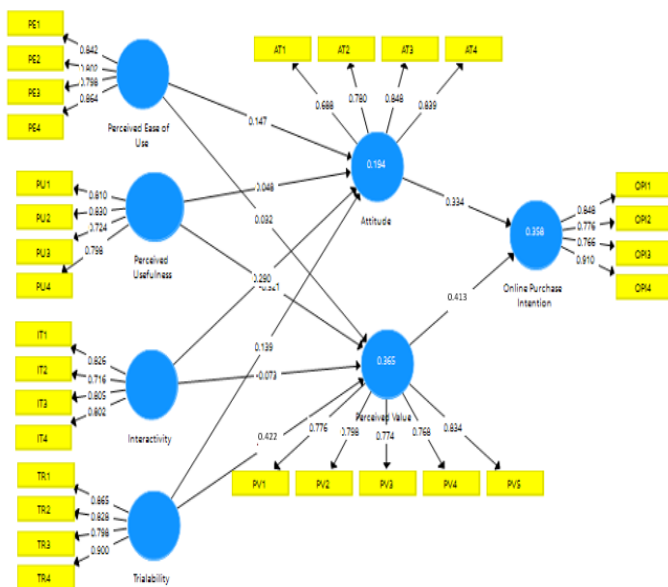 PE1
PE2
PE3
PE4
0.842
0.802
0.798
0.864
Perceived Ease of
Use
PU1
PU2
PU3
PU4
0.810
0.830
0.724
0.798
Perceived
Usefulness
IT1
IT2
IT3
IT4
0.826
0.716
0.805
0.802
Interactivity
TR1
TR2
TR3
TR4
0.865
0.828
0.798
0.900
Trialability
AT1
AT2
AT3
AT4
0.688
0.780
0.848
0.839
0.194
Attitude
0.147
0.048
0.032
0.290
0.139
-0.073
0.422
0.365
Perceived Value
0.776
0.798
0.774
0.768
0.834
PV1
PV2
PV3
PV4
PV5
0.334
0.413
0.358
Online Purchase
Intention
0.848
0.776
0.766
0.910
OPI1
OPI2
OPI3
OPI4